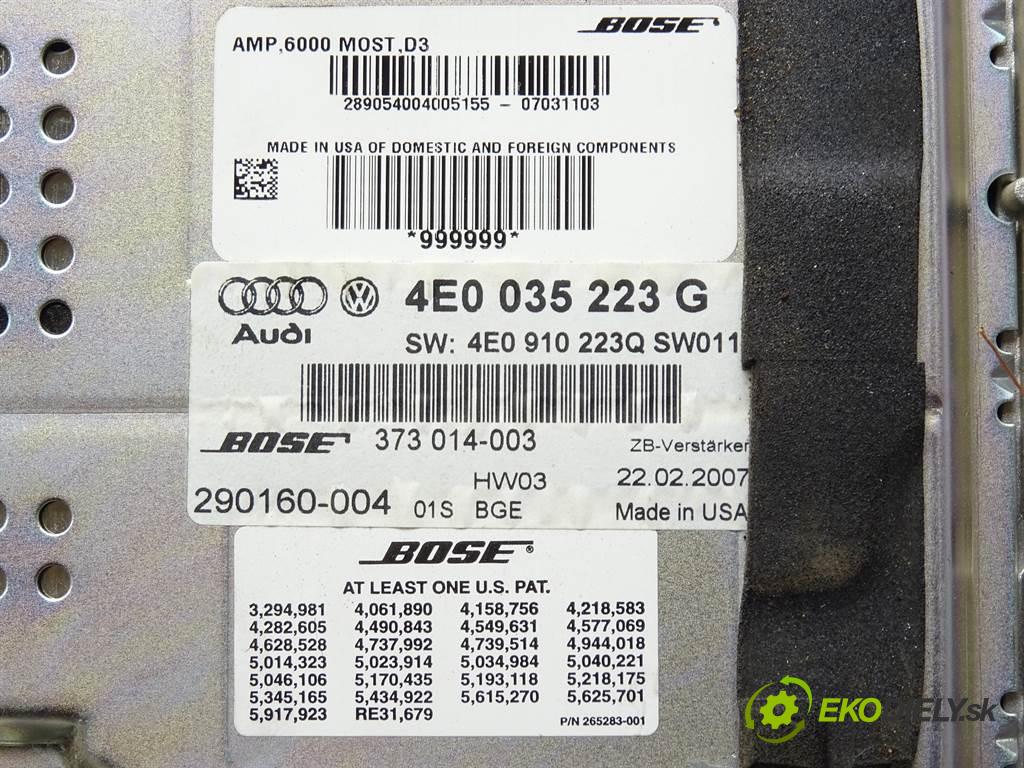 BOSE
AMP,6000 MOST,D3
289054004005155 - 07031103
MADE IN USA OF DOMESTIC AND FOREIGN COMPONENTS
*999999*
Audi
4E0 035 223 G
SW: 4E0 910 223Q SW011
BOSE 373 014-003 ZB-Verstärker
HW03 22.02.2007
290160-004 01S BGE Made in USA
BOSE®
AT LEAST ONE U.S. PAT.
3,294,981 4,061,890 4,158,756 4,218,583
4,282,605 4,490,843 4,549,631 4,577,069
4,628,528 4,737,992 4,739,514 4,944,018
5,014,323 5,023,914 5,034,984 5,040,221
5,046,106 5,170,435 5,193,118 5,218,175
5,345,165 5,434,922 5,615,270 5,625,701
5,917,923 RE31,679 P/N 265283-001
EKODIELY.sk